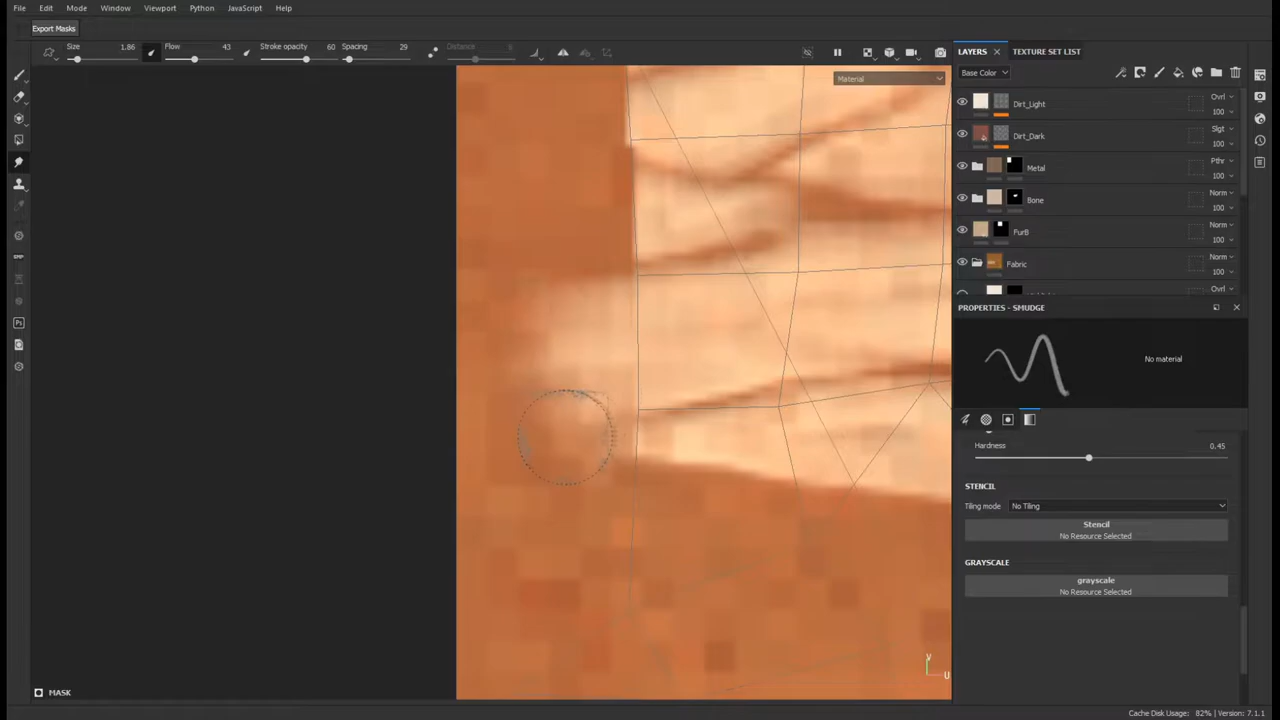 File Edit Mode Window Viewport Python JavaScript Help
Export Masks
Size 1.86 Flow 43 Stroke opacity 60 Spacing 29 Distance 8
LAYERS TEXTURE SET LIST
Material
Base Color
Dirt_Light Ovrl 100
Dirt_Dark Slgt 100
Metal Pthr 100
Bone Norm 100
FurB Norm 100
Fabric Norm 100
Ovrl
PROPERTIES - SMUDGE
No material
Hardness 0.45
STENCIL
Tiling mode No Tiling
Stencil
No Resource Selected
GRAYSCALE
grayscale
No Resource Selected
V
U
MASK
Cache Disk Usage: 82% | Version: 7.1.1